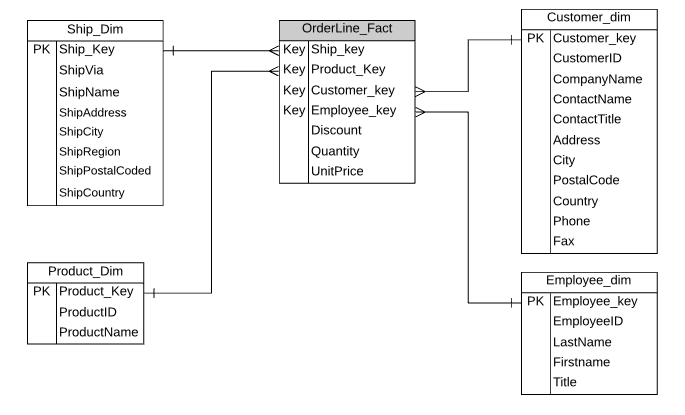 Ship_Dim
PK Ship_Key
ShipVia
ShipName
ShipAddress
ShipCity
ShipRegion
ShipPostalCoded
ShipCountry
OrderLine_Fact
Key Ship_key
Key Product_Key
Key Customer_key
Key Employee_key
Discount
Quantity
UnitPrice
Customer_dim
PK Customer_key
CustomerID
CompanyName
ContactName
ContactTitle
Address
City
PostalCode
Country
Phone
Fax
Product_Dim
PK Product_Key
ProductID
ProductName
Employee_dim
PK Employee_key
EmployeeID
LastName
Firstname
Title